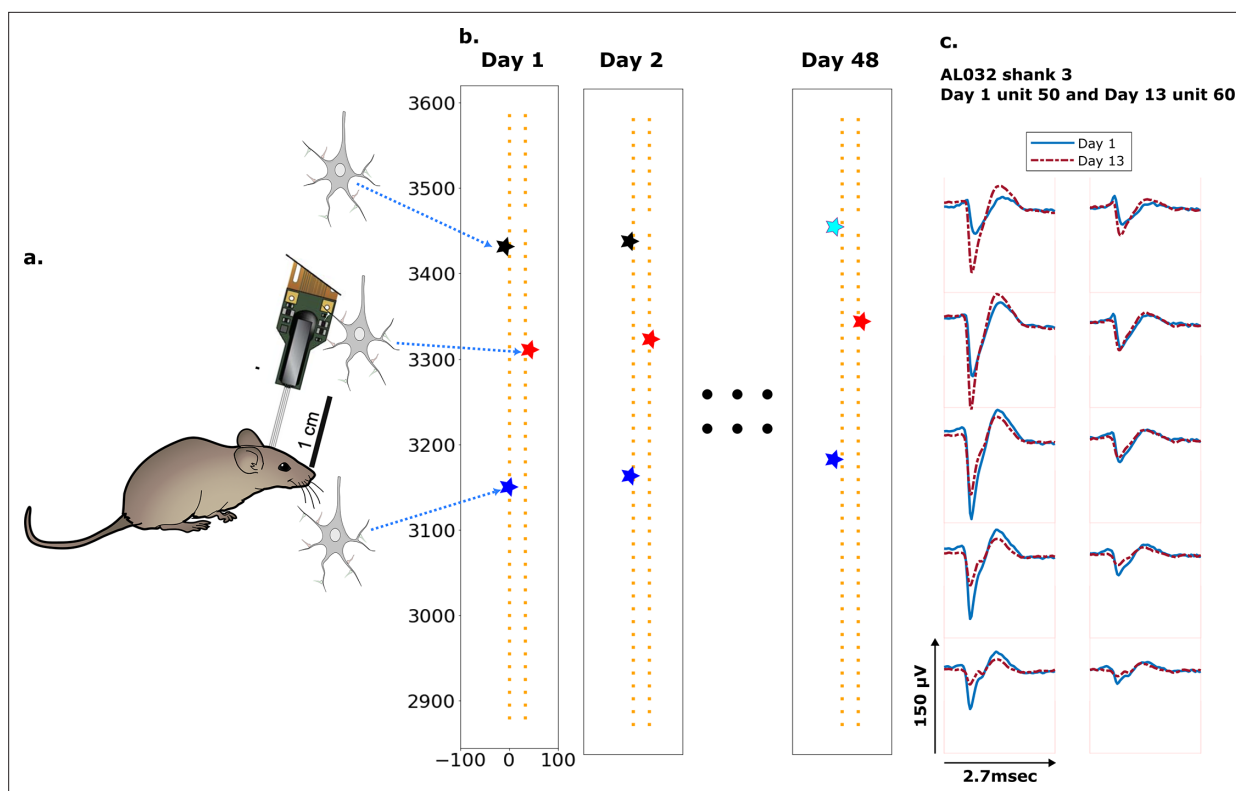 a.
1 cm
b.
Day 1
Day 2
Day 48
3600
3500
3400
3300
3200
3100
3000
2900
−100
0
100
c.
AL032 shank 3
Day 1 unit 50 and Day 13 unit 60
Day 1
Day 13
150 μV
2.7msec